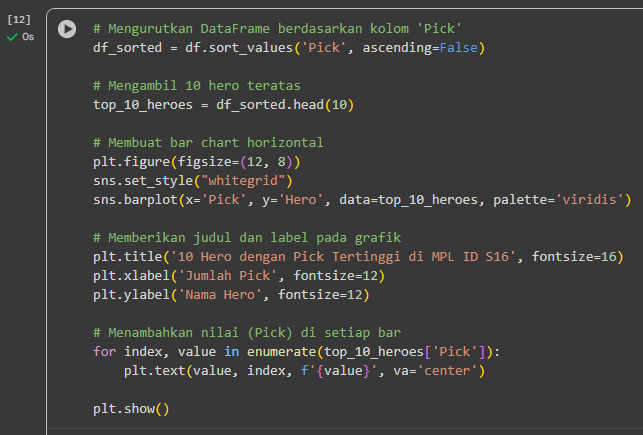 [12]
0s
# Mengurutkan DataFrame berdasarkan kolom 'Pick'
df_sorted = df.sort_values('Pick', ascending=False)
# Mengambil 10 hero teratas
top_10_heroes = df_sorted.head(10)
# Membuat bar chart horizontal
plt.figure(figsize=(12, 8))
sns.set_style("whitegrid")
sns.barplot(x='Pick', y='Hero', data=top_10_heroes, palette='viridis')
# Memberikan judul dan label pada grafik
plt.title('10 Hero dengan Pick Tertinggi di MPL ID S16', fontsize=16)
plt.xlabel('Jumlah Pick', fontsize=12)
plt.ylabel('Nama Hero', fontsize=12)
# Menambahkan nilai (Pick) di setiap bar
for index, value in enumerate(top_10_heroes['Pick']):
    plt.text(value, index, f'{value}', va='center')
plt.show()